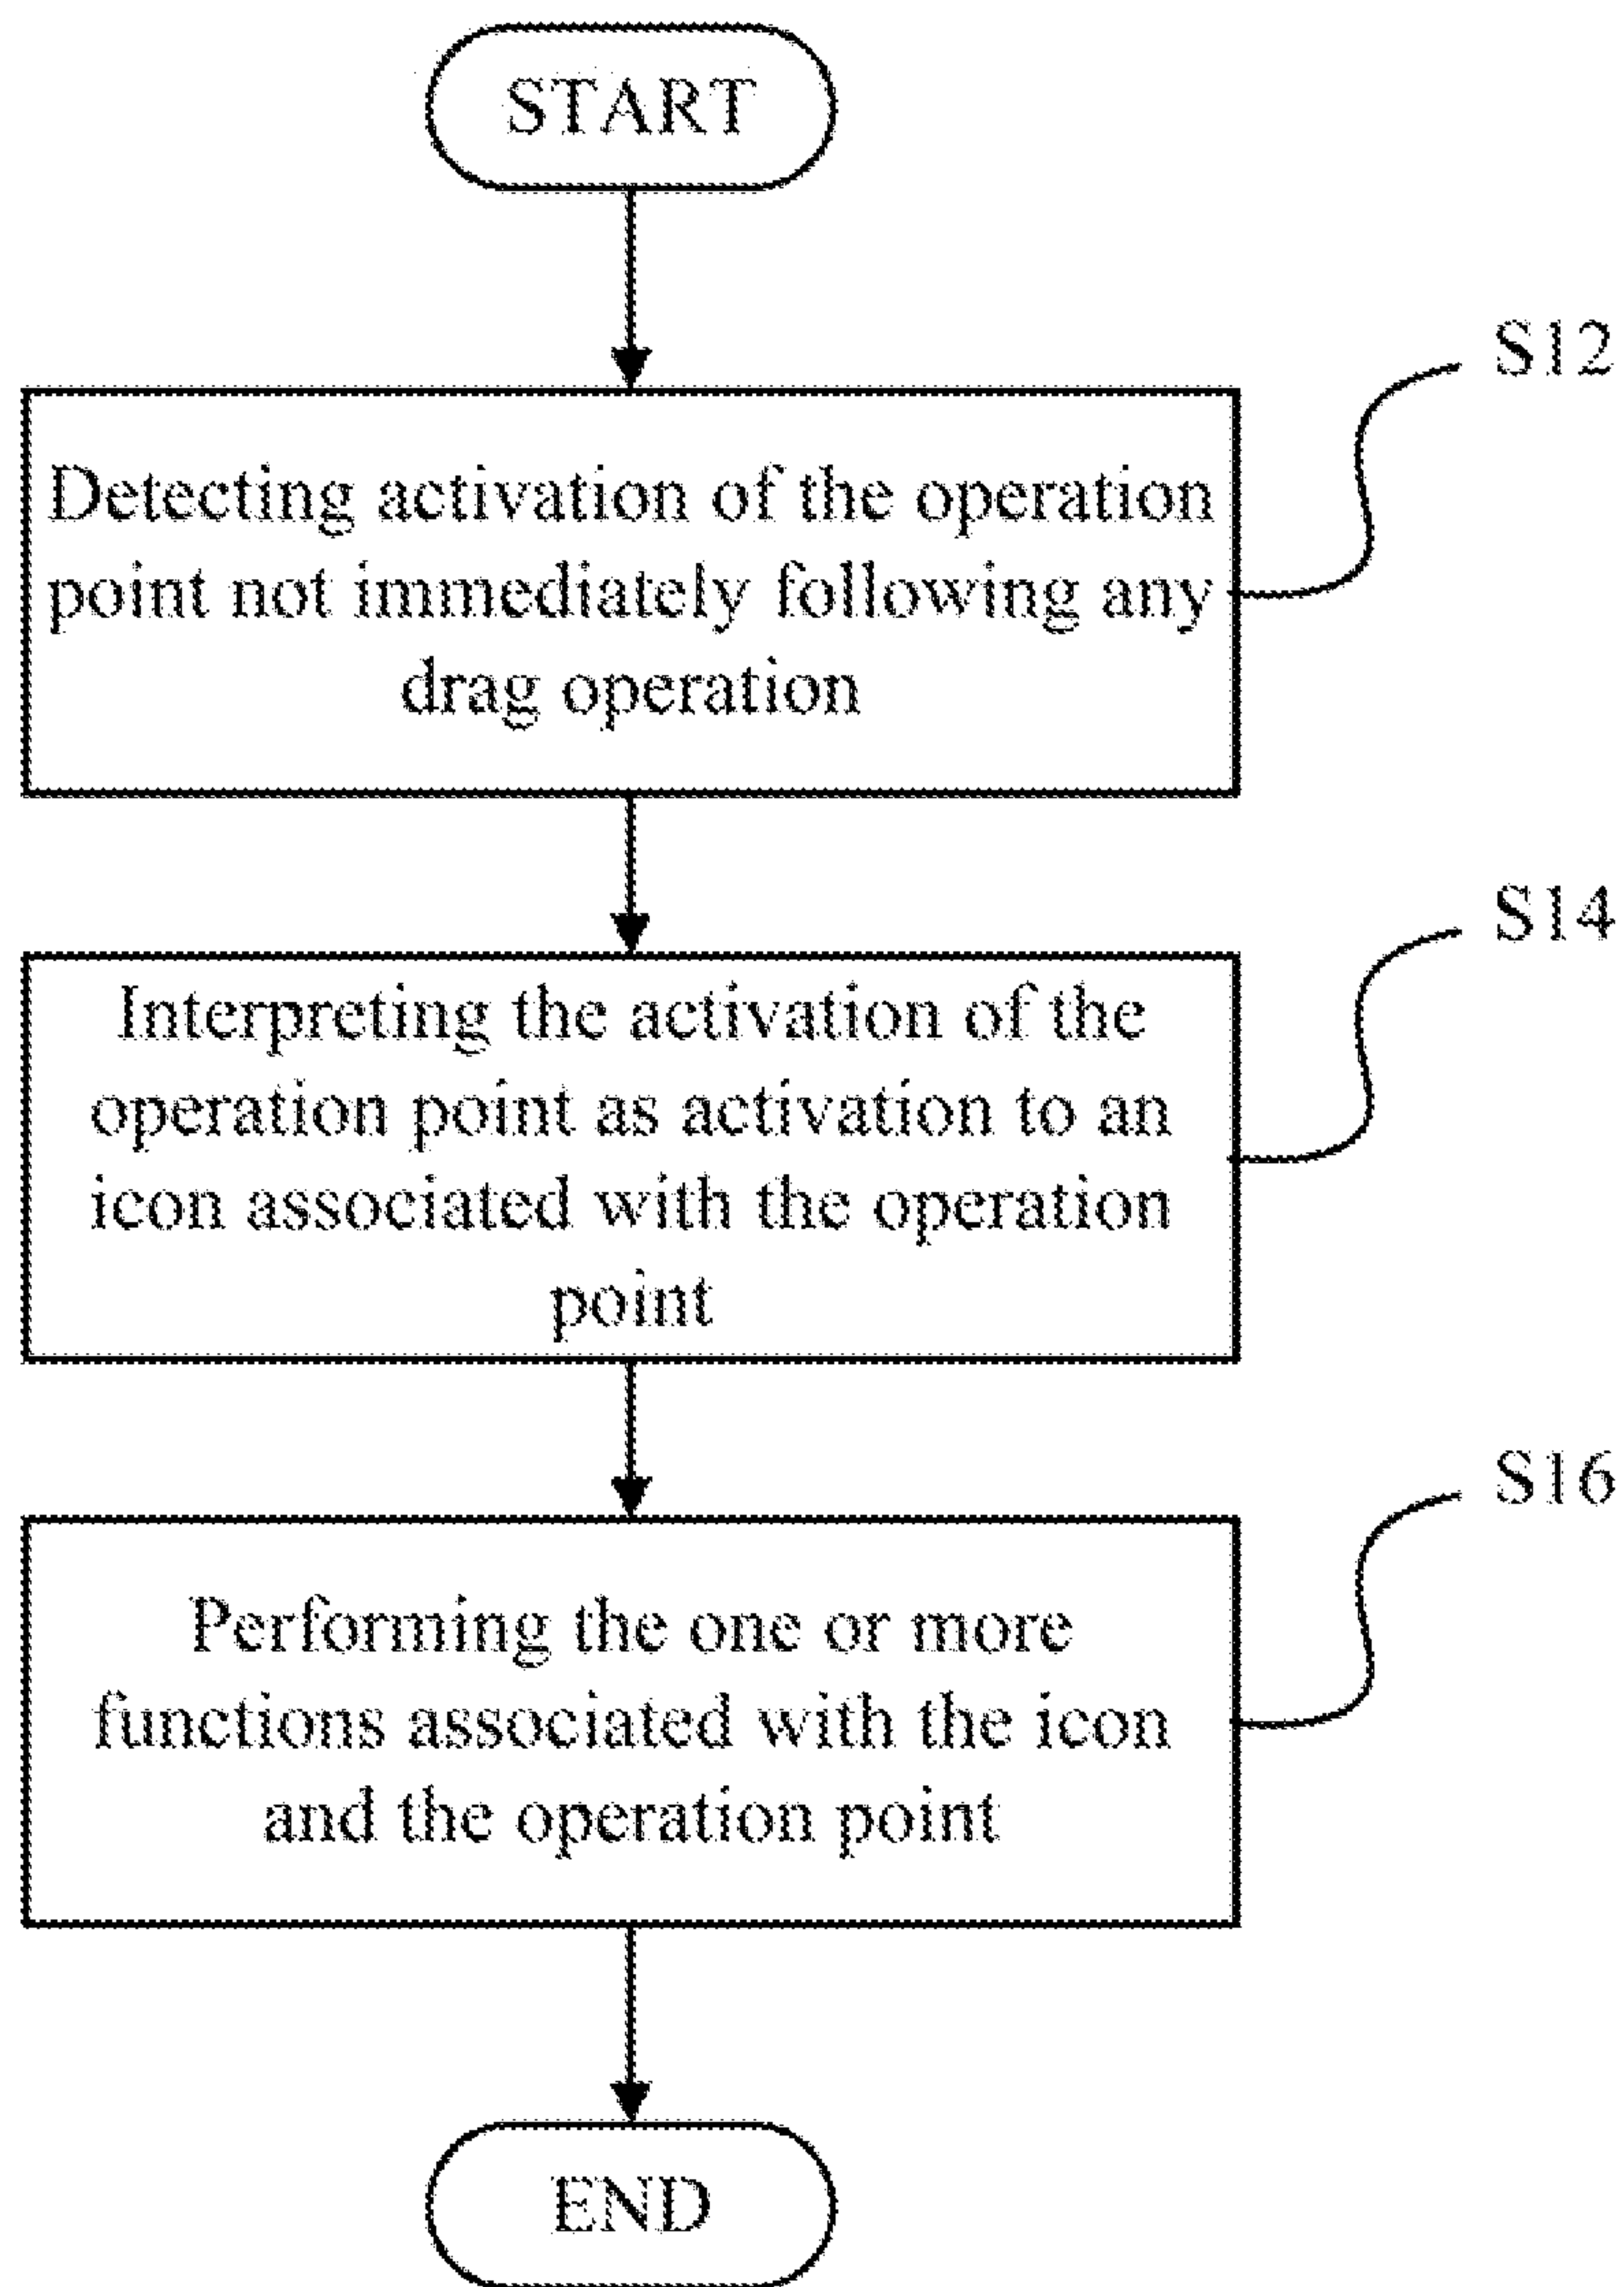 START
S12
Detecting activation of the operation
point not immediately following any
drag operation
S14
Interpreting the activation of the
operation point as activation to an
icon associated with the operation
point
S16
Performing the one or more
functions associated with the icon
and the operation point
END